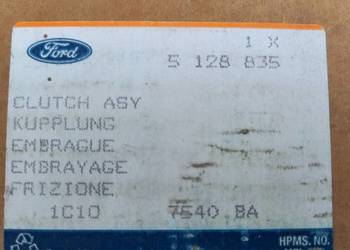 Ford
1 X
5 128 835
CLUTCH ASY
KUPPLUNG
EMBRAGUE
EMBRAYAGE
FRIZIONE
1C10 7540 BA
HPMS. NO.